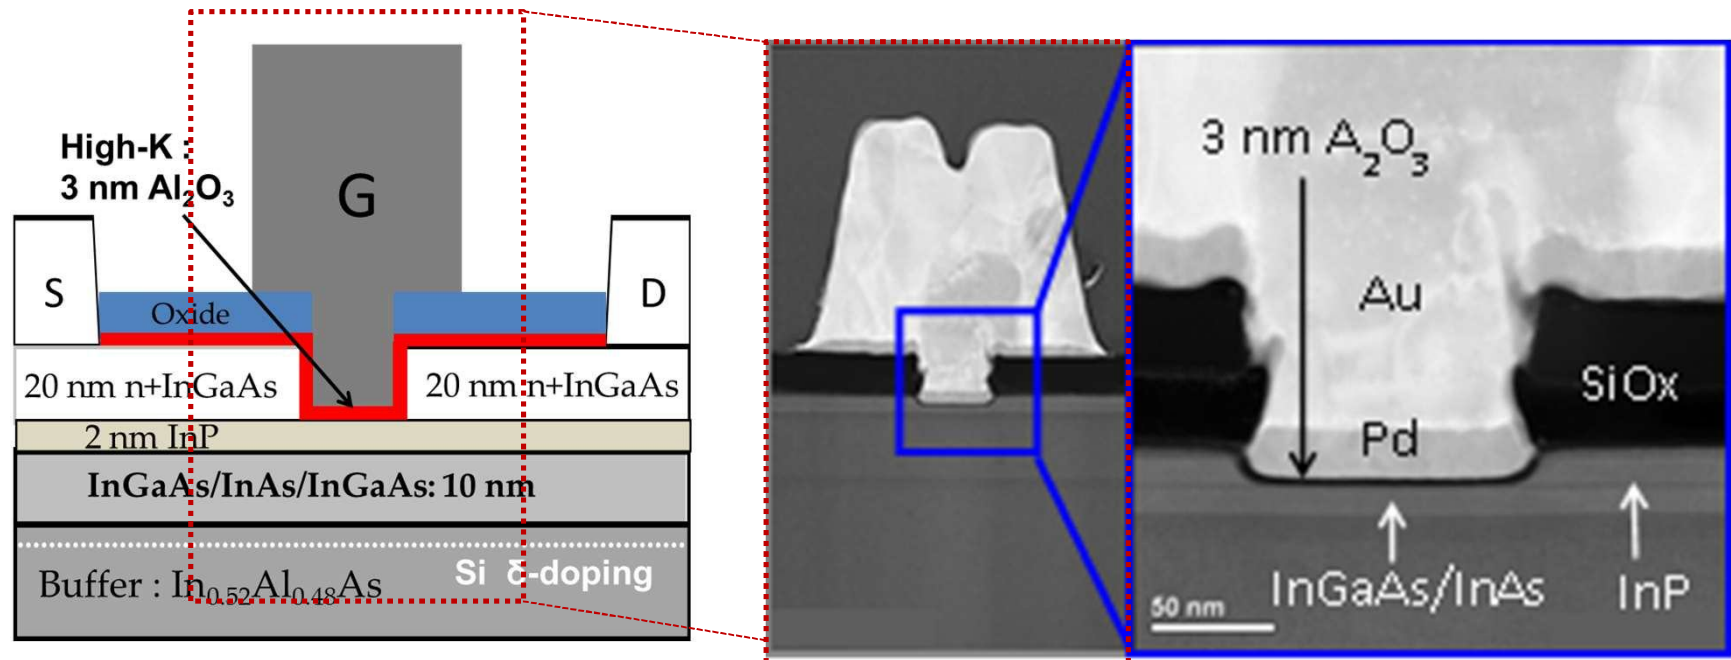 High-K :
3 nm Al₂O₃
G
S
D
Oxide
20 nm n+InGaAs
20 nm n+InGaAs
2 nm InP
InGaAs/InAs/InGaAs: 10 nm
Si δ-doping
Buffer : In₀.₅₂Al₀.₄₈As
3 nm A₂O₃
Au
SiOx
Pd
InGaAs/InAs
InP
50 nm